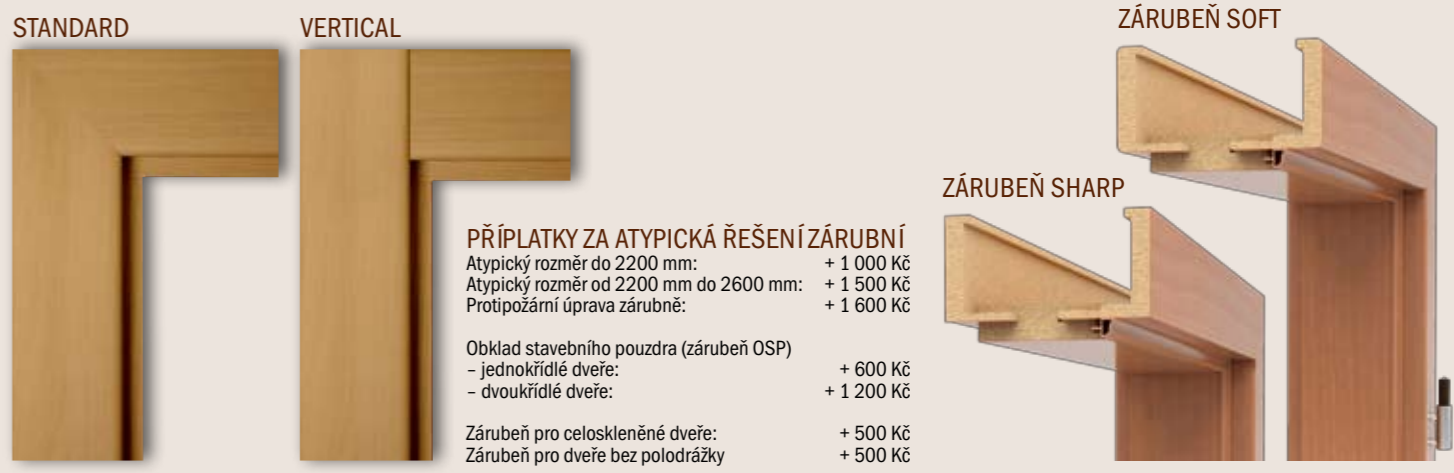 STANDARD
VERTICAL
ZÁRUBEŇ SOFT
ZÁRUBEŇ SHARP
PŘÍPLATKY ZA ATYPICKÁ ŘEŠENÍ ZÁRUBNÍ
Atypický rozměr do 2200 mm: + 1 000 Kč
Atypický rozměr od 2200 mm do 2600 mm: + 1 500 Kč
Protipožární úprava zárubně: + 1 600 Kč
Obklad stavebního pouzdra (zárubeň OSP)
– jednokřídlé dveře: + 600 Kč
– dvoukřídlé dveře: + 1 200 Kč
Zárubeň pro celoskleněné dveře: + 500 Kč
Zárubeň pro dveře bez polodrážky + 500 Kč